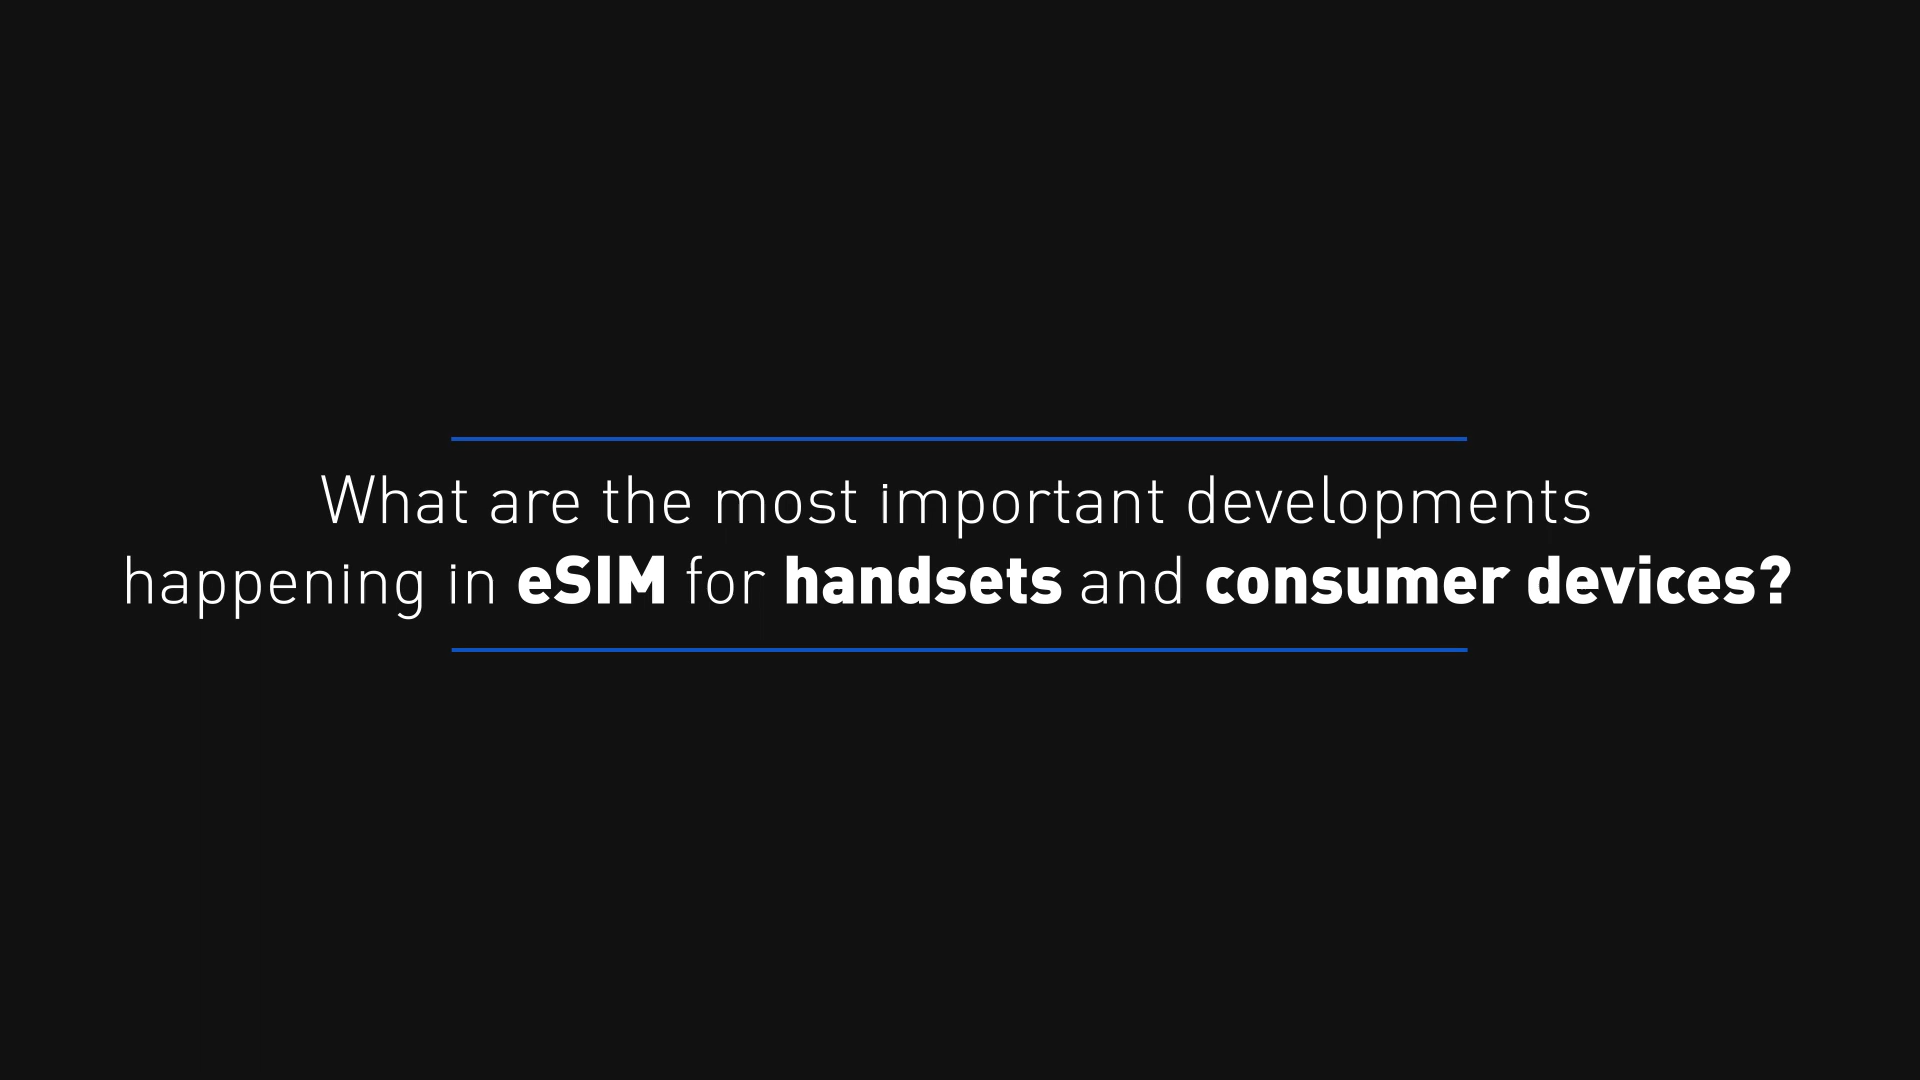 What are the most important developments
happening in eSIM for handsets and consumer devices?